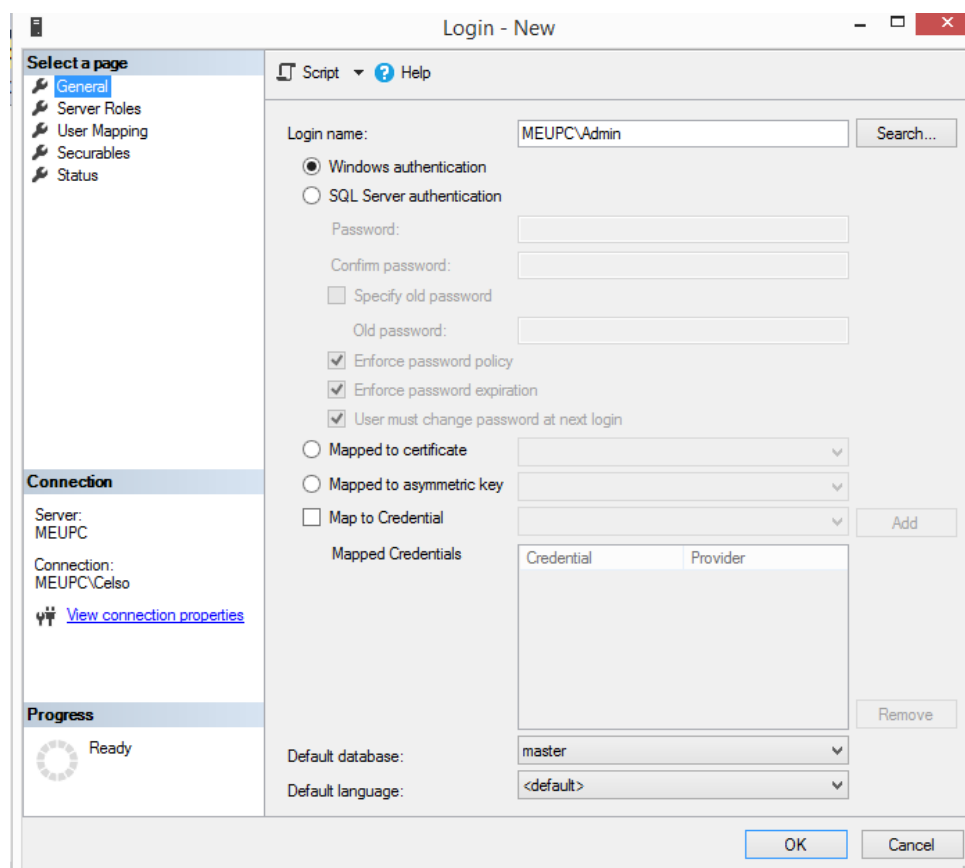 Login - New
Select a page
General
Server Roles
User Mapping
Securables
Status
Script Help
Login name: MEUPC\Admin Search...
Windows authentication
SQL Server authentication
Password:
Confirm password:
Specify old password
Old password:
Enforce password policy
Enforce password expiration
User must change password at next login
Mapped to certificate
Mapped to asymmetric key
Map to Credential Add
Mapped Credentials Credential Provider
Remove
Default database: master
Default language: <default>
Connection
Server:
MEUPC
Connection:
MEUPC\Celso
View connection properties
Progress
Ready
OK Cancel